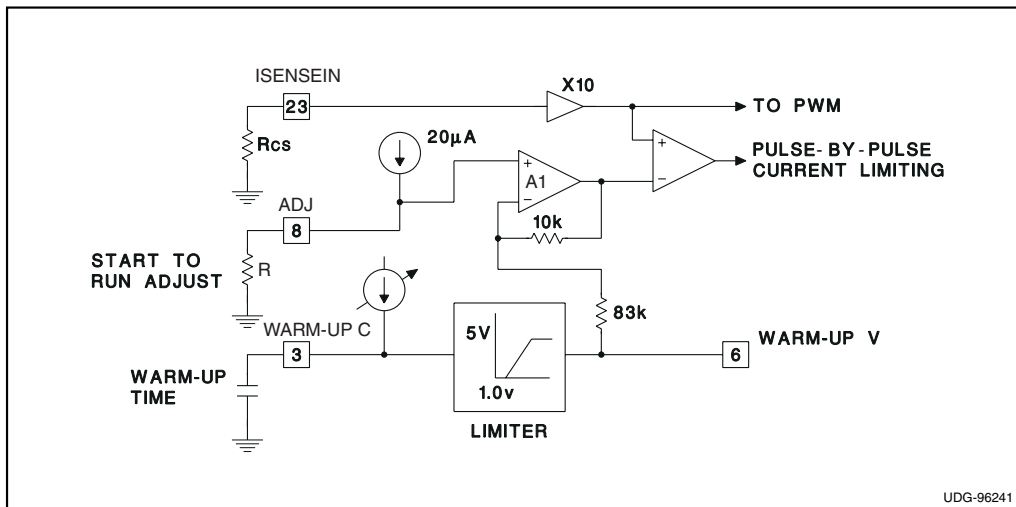 ISENSEIN
23
Rcs
X10
TO PWM
20µA
+
A1
−
+
−
PULSE-BY-PULSE
CURRENT LIMITING
ADJ
8
10k
START TO
RUN ADJUST
R
83k
WARM-UP C
3
5V
1.0v
LIMITER
WARM-UP V
6
WARM-UP
TIME
UDG-96241